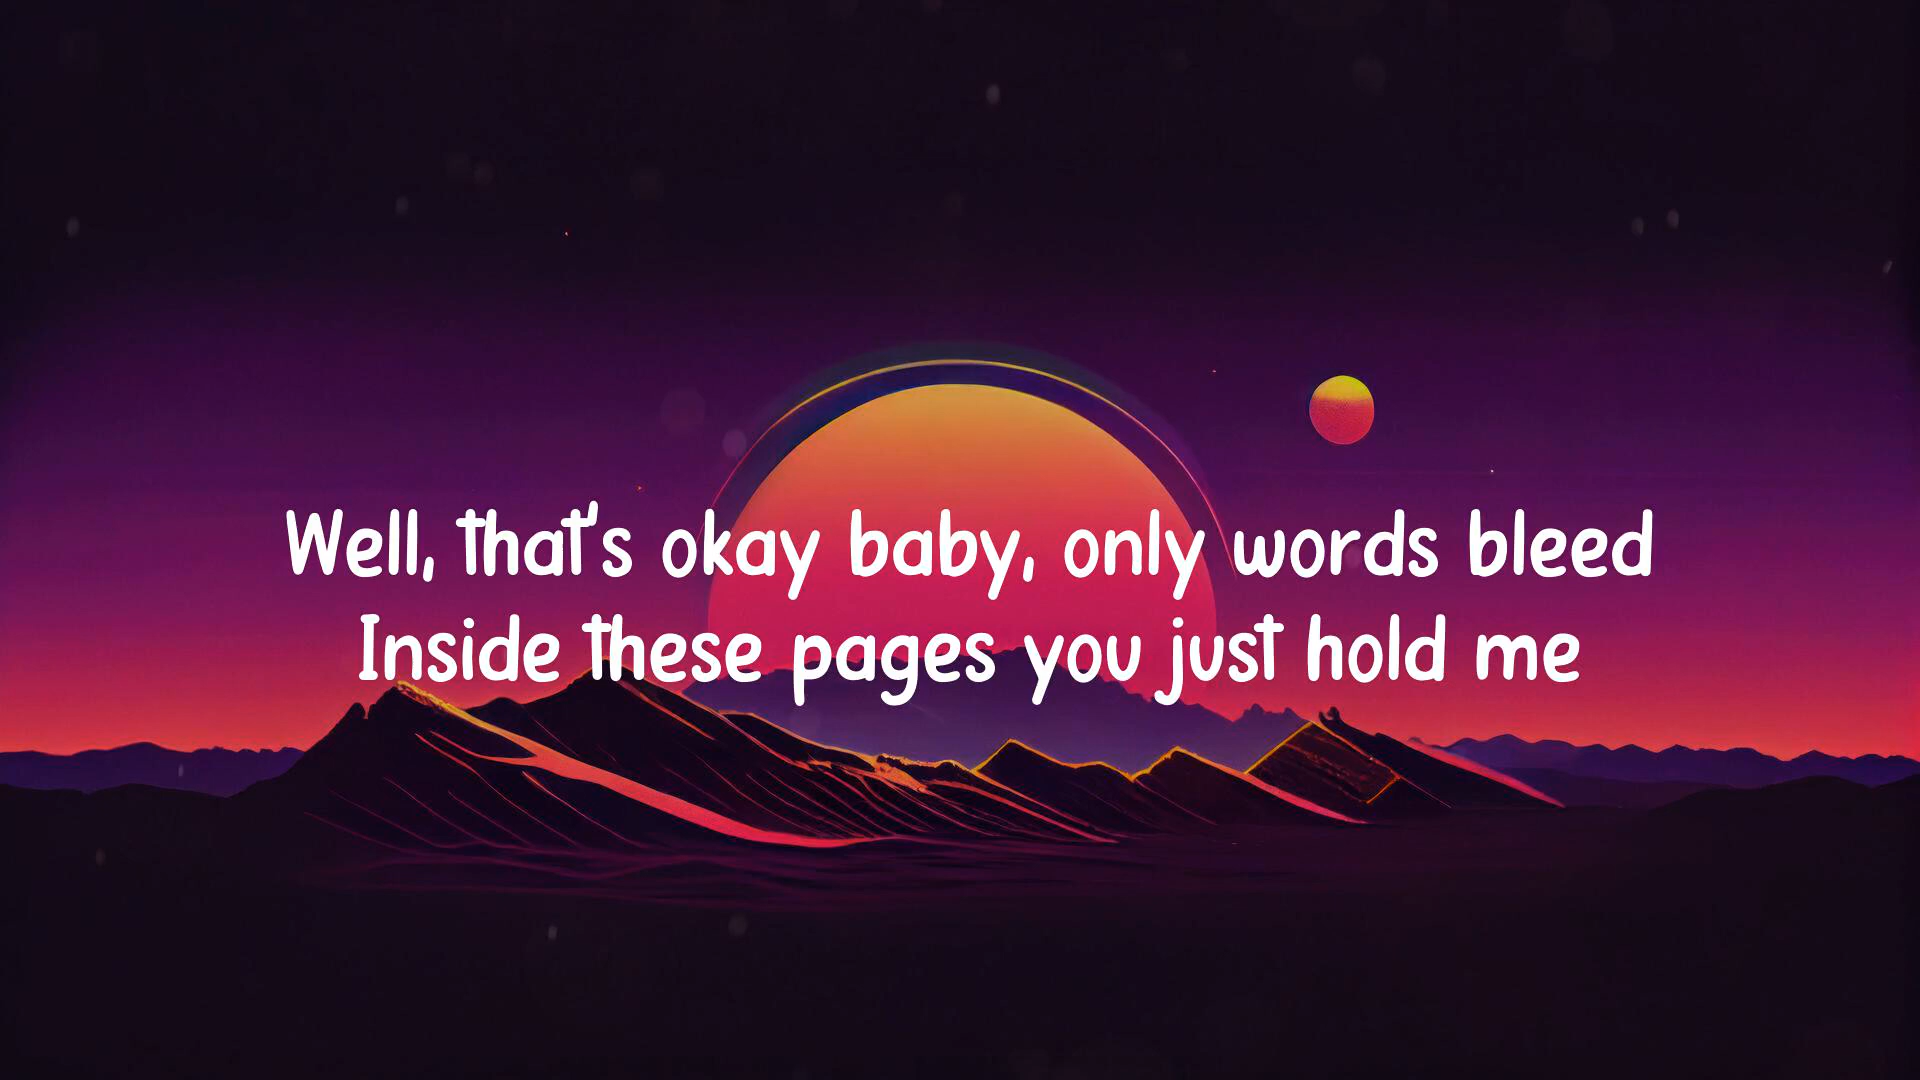 Well, that's okay baby, only words bleed
Inside these pages you just hold me